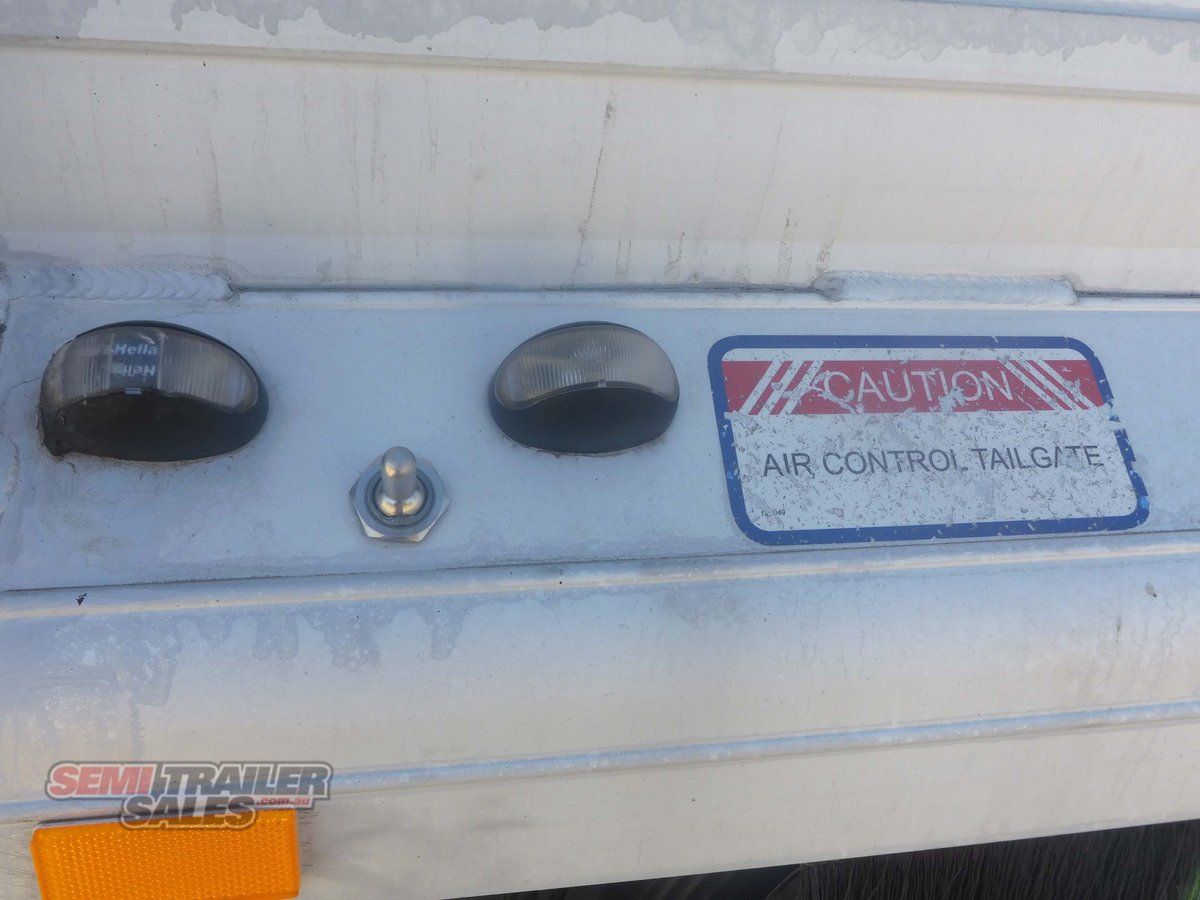 Hella
CAUTION
AIR CONTROL TAILGATE
SEMI TRAILER
SALES.com.au